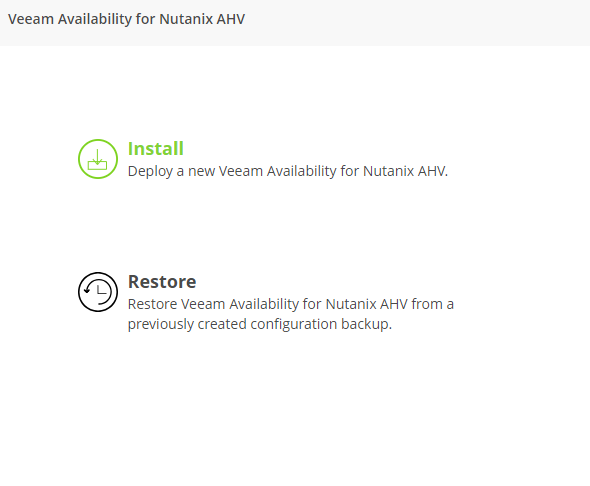 Veeam Availability for Nutanix AHV
Install
Deploy a new Veeam Availability for Nutanix AHV.
Restore
Restore Veeam Availability for Nutanix AHV from a
previously created configuration backup.